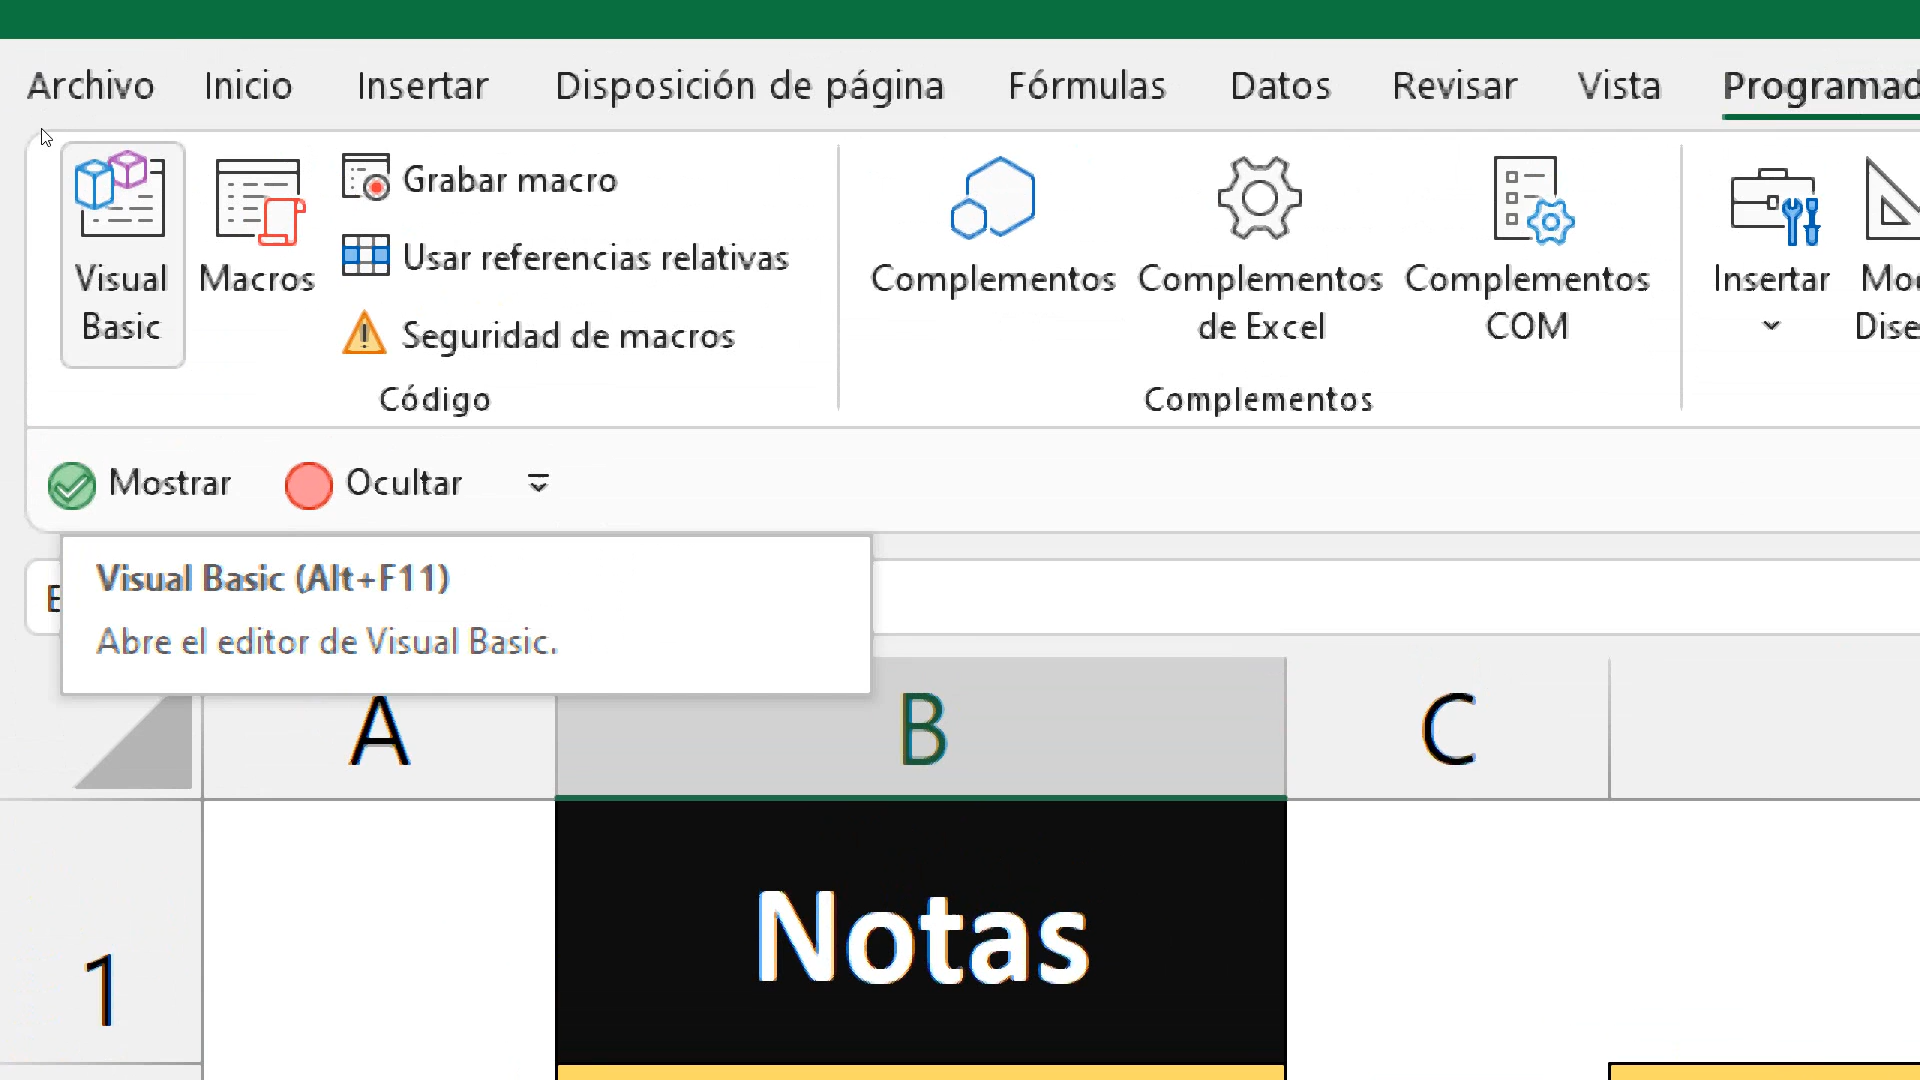 Archivo Inicio Insertar Disposición de página Fórmulas Datos Revisar Vista Programad
Visual Basic
Macros
Grabar macro
Usar referencias relativas
Seguridad de macros
Código
Complementos
Complementos de Excel
Complementos COM
Complementos
Insertar
Mostrar Ocultar
Visual Basic (Alt+F11)
Abre el editor de Visual Basic.
A B C
Notas
1